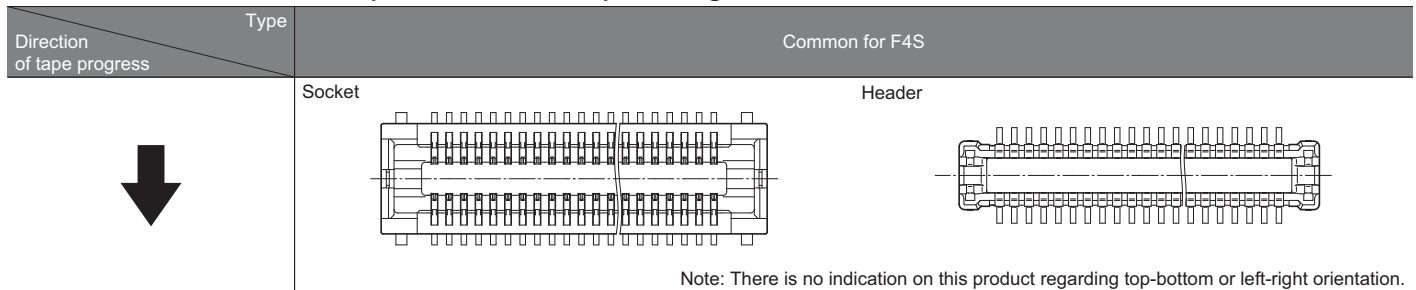 Type
Direction
of tape progress
Common for F4S
Socket
Header
Note: There is no indication on this product regarding top-bottom or left-right orientation.